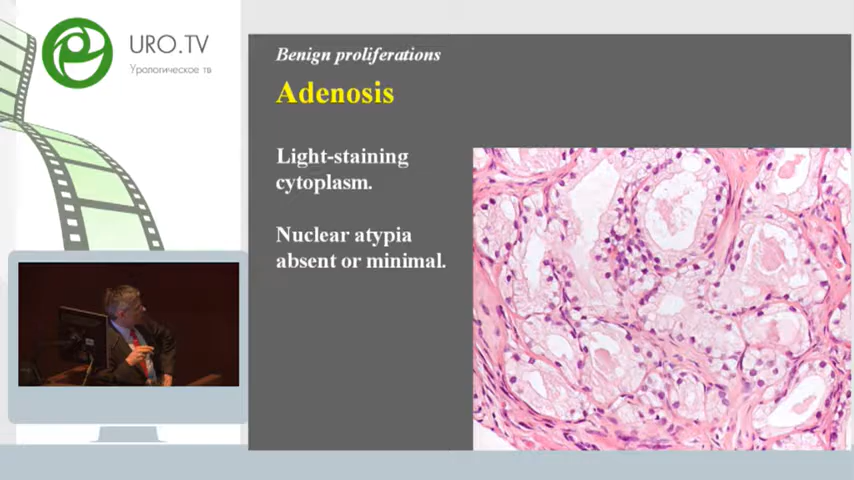 URO.TV
Урологическое тв
Benign proliferations
Adenosis
Light-staining
cytoplasm.
Nuclear atypia
absent or minimal.